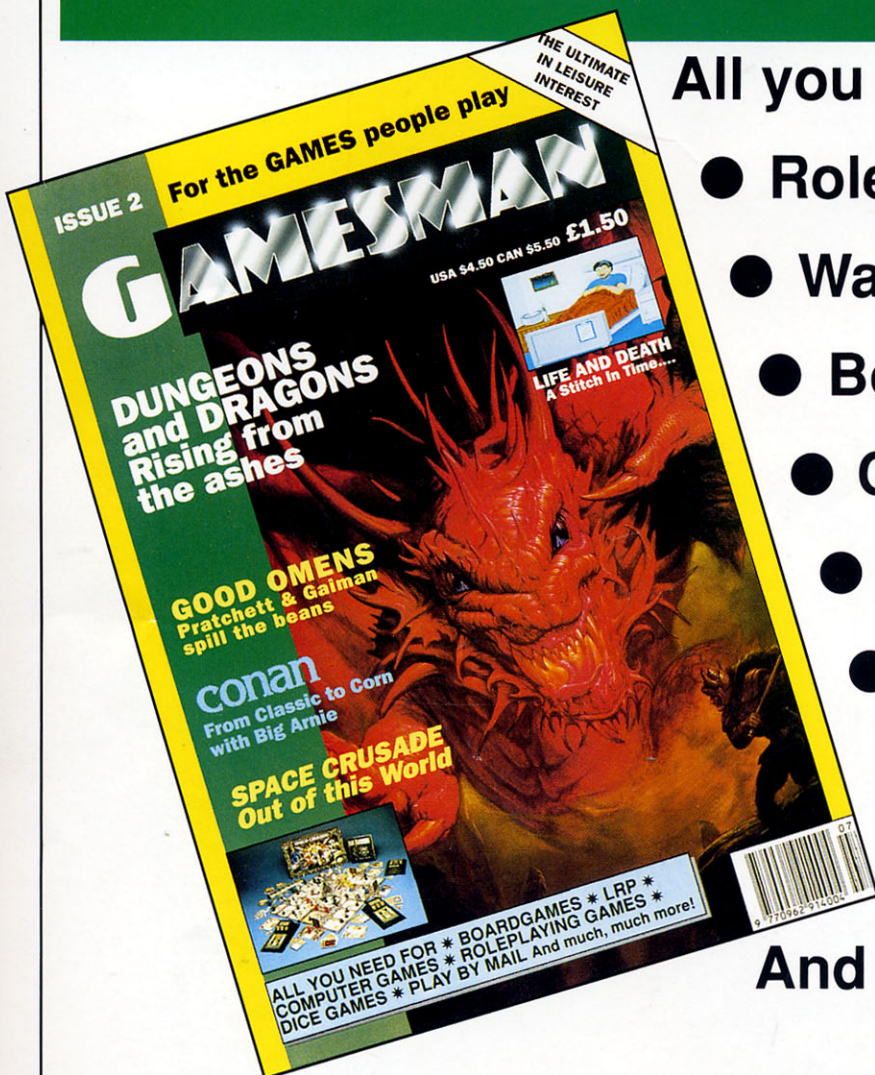 All you
● Role
● Wa
● Bo
● C
●
●
And
THE ULTIMATE
IN LEISURE
INTEREST
For the GAMES people play
ISSUE 2
GAMESMAN
USA $4.50 CAN $5.50 £1.50
LIFE AND DEATH
A Stitch In Time....
DUNGEONS
and DRAGONS
Rising from
the ashes
GOOD OMENS
Pratchett & Gaiman
spill the beans
conan
From Classic to Corn
with Big Arnie
SPACE CRUSADE
Out of this World
07
9 770962 914004
ALL YOU NEED FOR * BOARDGAMES * LRP *
COMPUTER GAMES * ROLEPLAYING GAMES *
DICE GAMES * PLAY BY MAIL And much, much more!